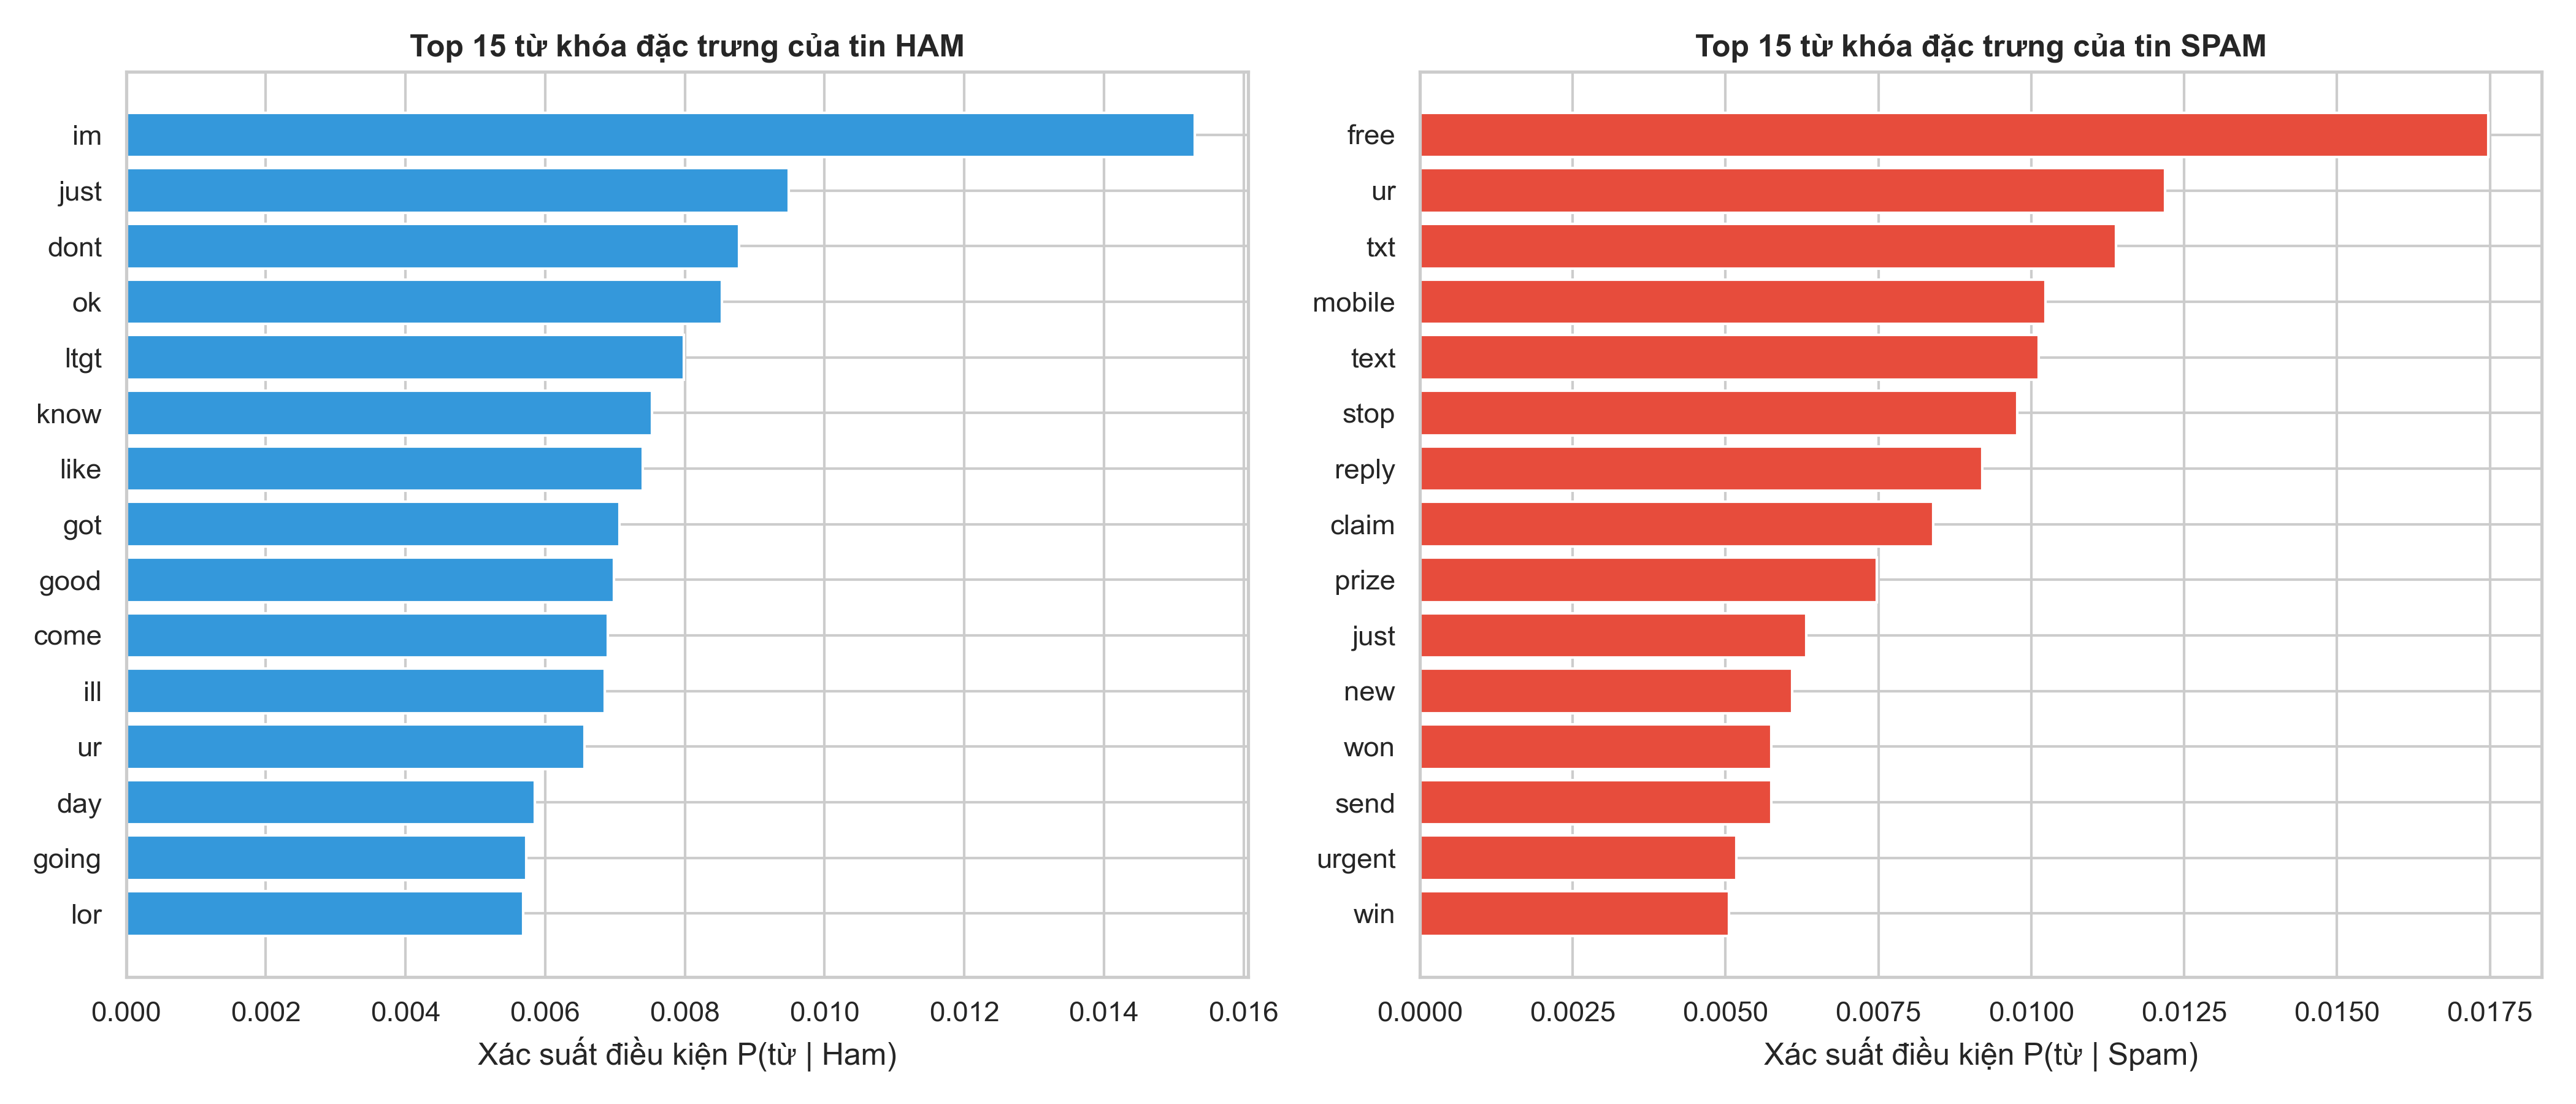 Top 15 từ khóa đặc trưng của tin HAM
im
just
dont
ok
ltgt
know
like
got
good
come
ill
ur
day
going
lor
0.000 0.002 0.004 0.006 0.008 0.010 0.012 0.014 0.016
Xác suất điều kiện P(từ | Ham)
Top 15 từ khóa đặc trưng của tin SPAM
free
ur
txt
mobile
text
stop
reply
claim
prize
just
new
won
send
urgent
win
0.0000 0.0025 0.0050 0.0075 0.0100 0.0125 0.0150 0.0175
Xác suất điều kiện P(từ | Spam)